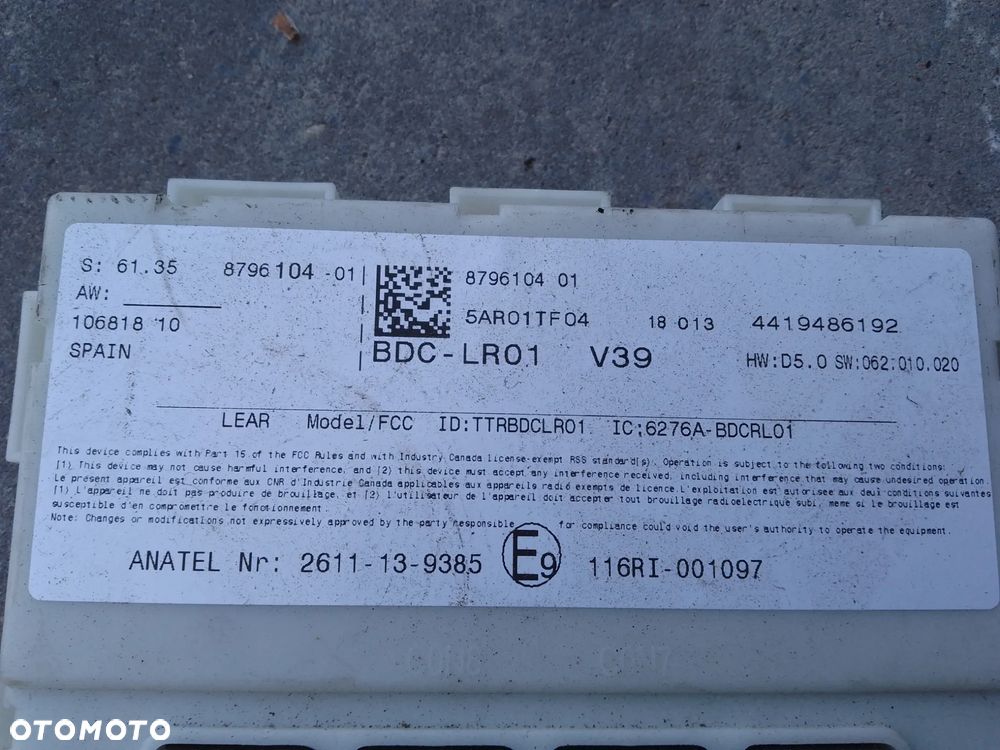 S: 61.35 8796104-01
AW:
106818 10
SPAIN
8796104 01
5AR01TF04 18 013 4419486192
BDC-LR01 V39 HW:D5.0 SW:062.010.020
LEAR Model/FCC ID:TTRBDCLR01 IC:6276A-BDCRL01
This device complies with Part 15 of the FCC Rules and with Industry Canada license-exempt RSS standard(s). Operation is subject to the following two conditions:
(1) This device may not cause harmful interference, and (2) this device must accept any interference received, including interference that may cause undesired operation
Le present appareil est conforme aux CNR d'Industrie Canada applicables aux appareils radio exempts de licence. L'exploitation est autorisee aux deux conditions suivantes
(1) L'appareil ne doit pas produire de brouillage, et (2) l'utilisateur de l'appareil doit accepter tout brouillage radioelectrique subi, meme si le brouillage est
susceptible d'en compromettre le fonctionnement.
Note: Changes or modifications not expressively approved by the party responsible for compliance could void the user's authority to operate the equipment.
ANATEL Nr: 2611-13-9385 E9 116RI-001097
OTOMOTO